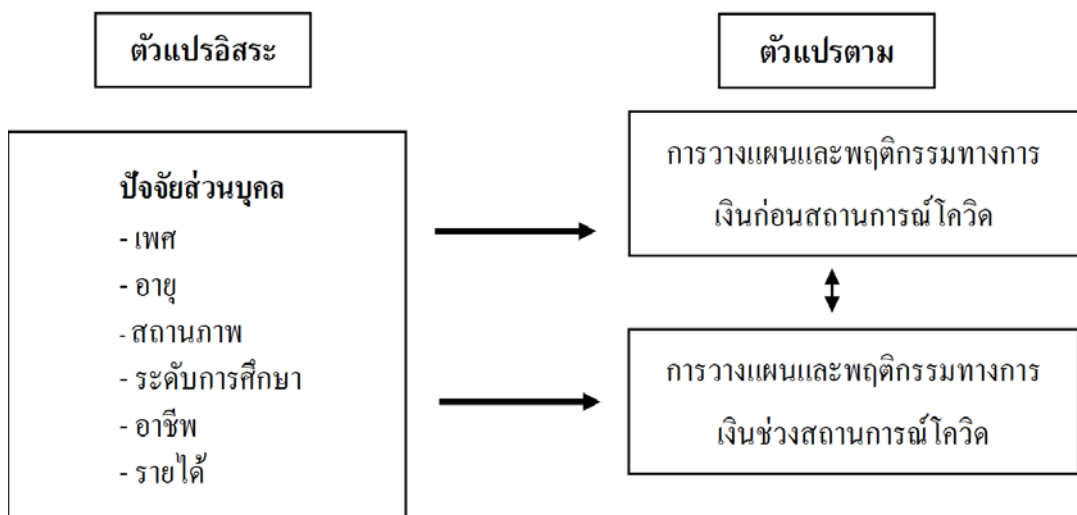 ตัวแปรอิสระ
ตัวแปรตาม
ปัจจัยส่วนบุคล
- เพศ
- อายุ
- สถานภาพ
- ระดับการศึกษา
- อาชีพ
- รายได้
การวางแผนและพฤติกรรมทางการ
เงินก่อนสถานการณ์โควิด
การวางแผนและพฤติกรรมทางการ
เงินช่วงสถานการณ์โควิด